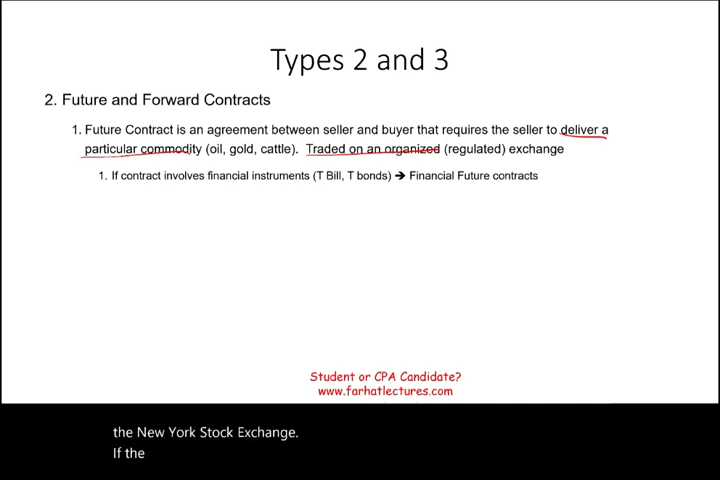 Types 2 and 3
2. Future and Forward Contracts
1. Future Contract is an agreement between seller and buyer that requires the seller to deliver a
particular commodity (oil, gold, cattle). Traded on an organized (regulated) exchange
1. If contract involves financial instruments (T Bill, T bonds) ➔ Financial Future contracts
Student or CPA Candidate?
www.farhatlectures.com
the New York Stock Exchange.
If the